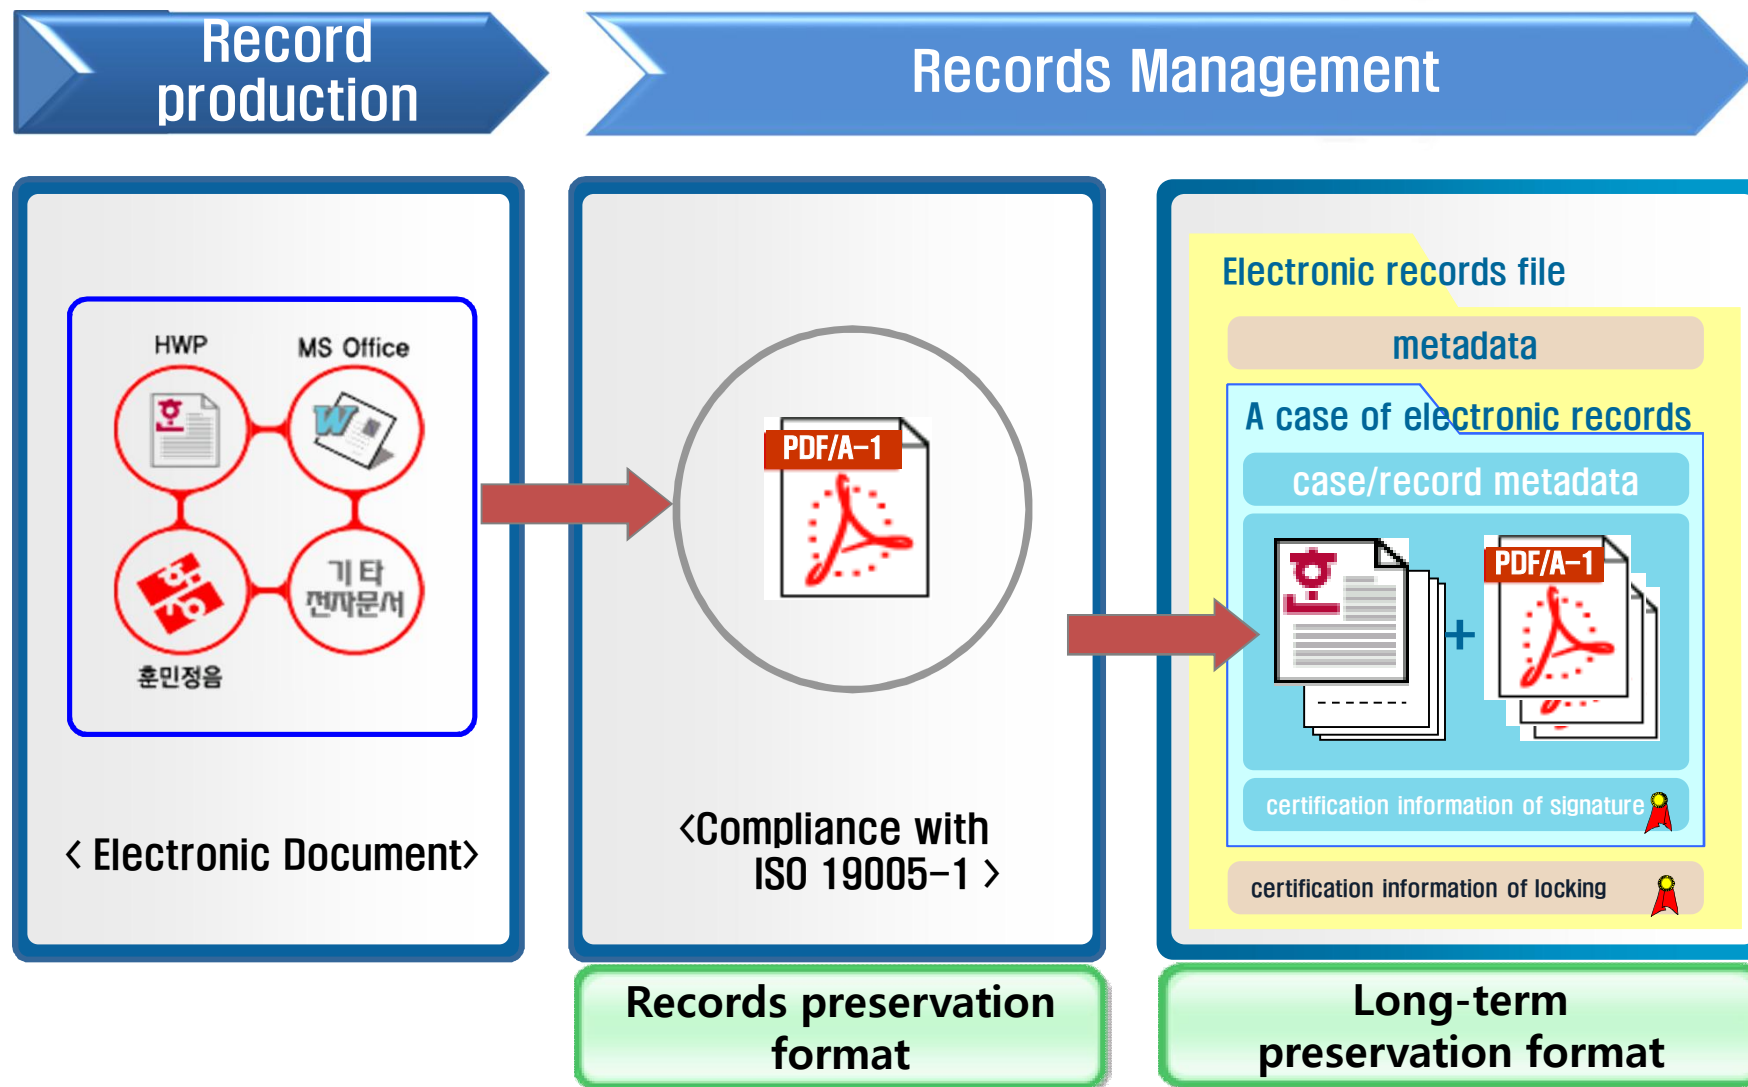 Record
production
Records Management
HWP
MS Office
W
기타
전자문서
훈민정음
< Electronic Document>
PDF/A-1
<Compliance with
ISO 19005-1 >
Records preservation
format
Electronic records file
metadata
A case of electronic records
case/record metadata
PDF/A-1
+
certification information of signature
certification information of locking
Long-term
preservation format